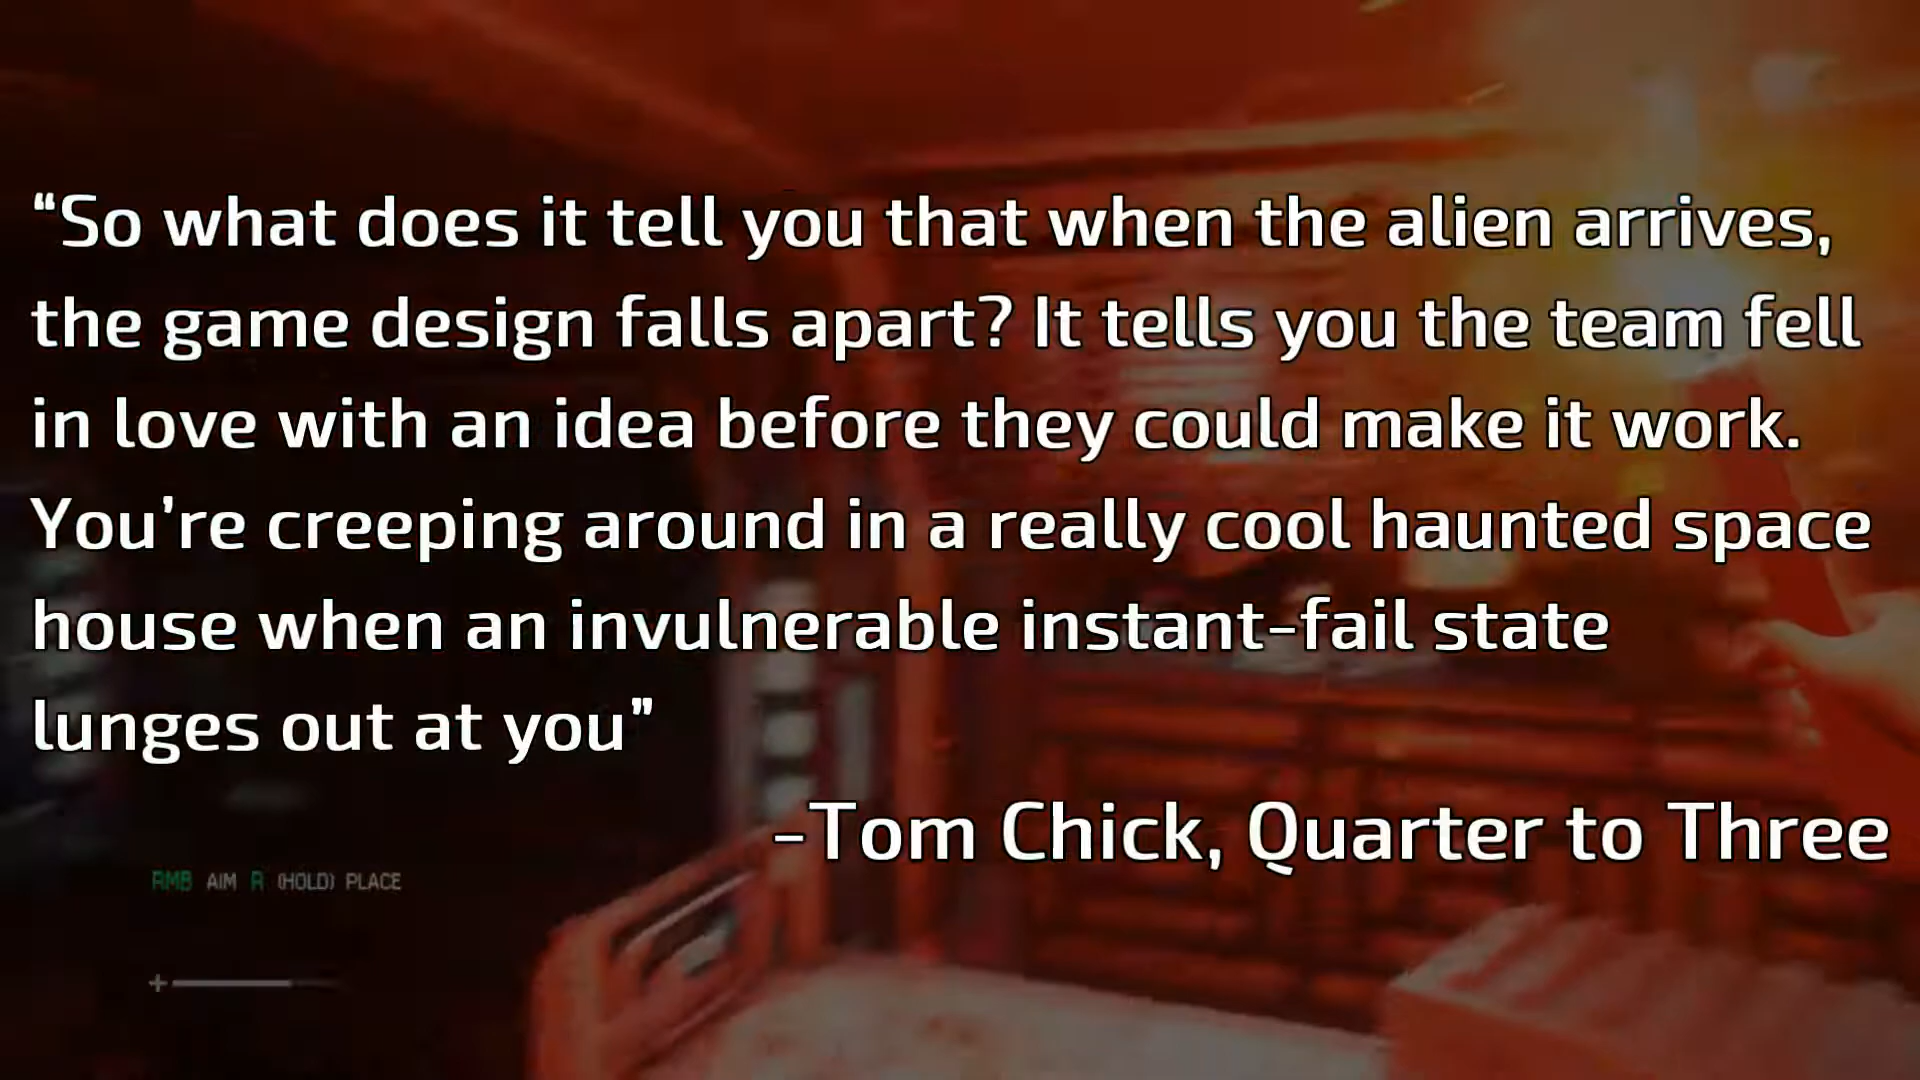 “So what does it tell you that when the alien arrives,
the game design falls apart? It tells you the team fell
in love with an idea before they could make it work.
You’re creeping around in a really cool haunted space
house when an invulnerable instant-fail state
lunges out at you”
-Tom Chick, Quarter to Three
RMB AIM R (HOLD) PLACE